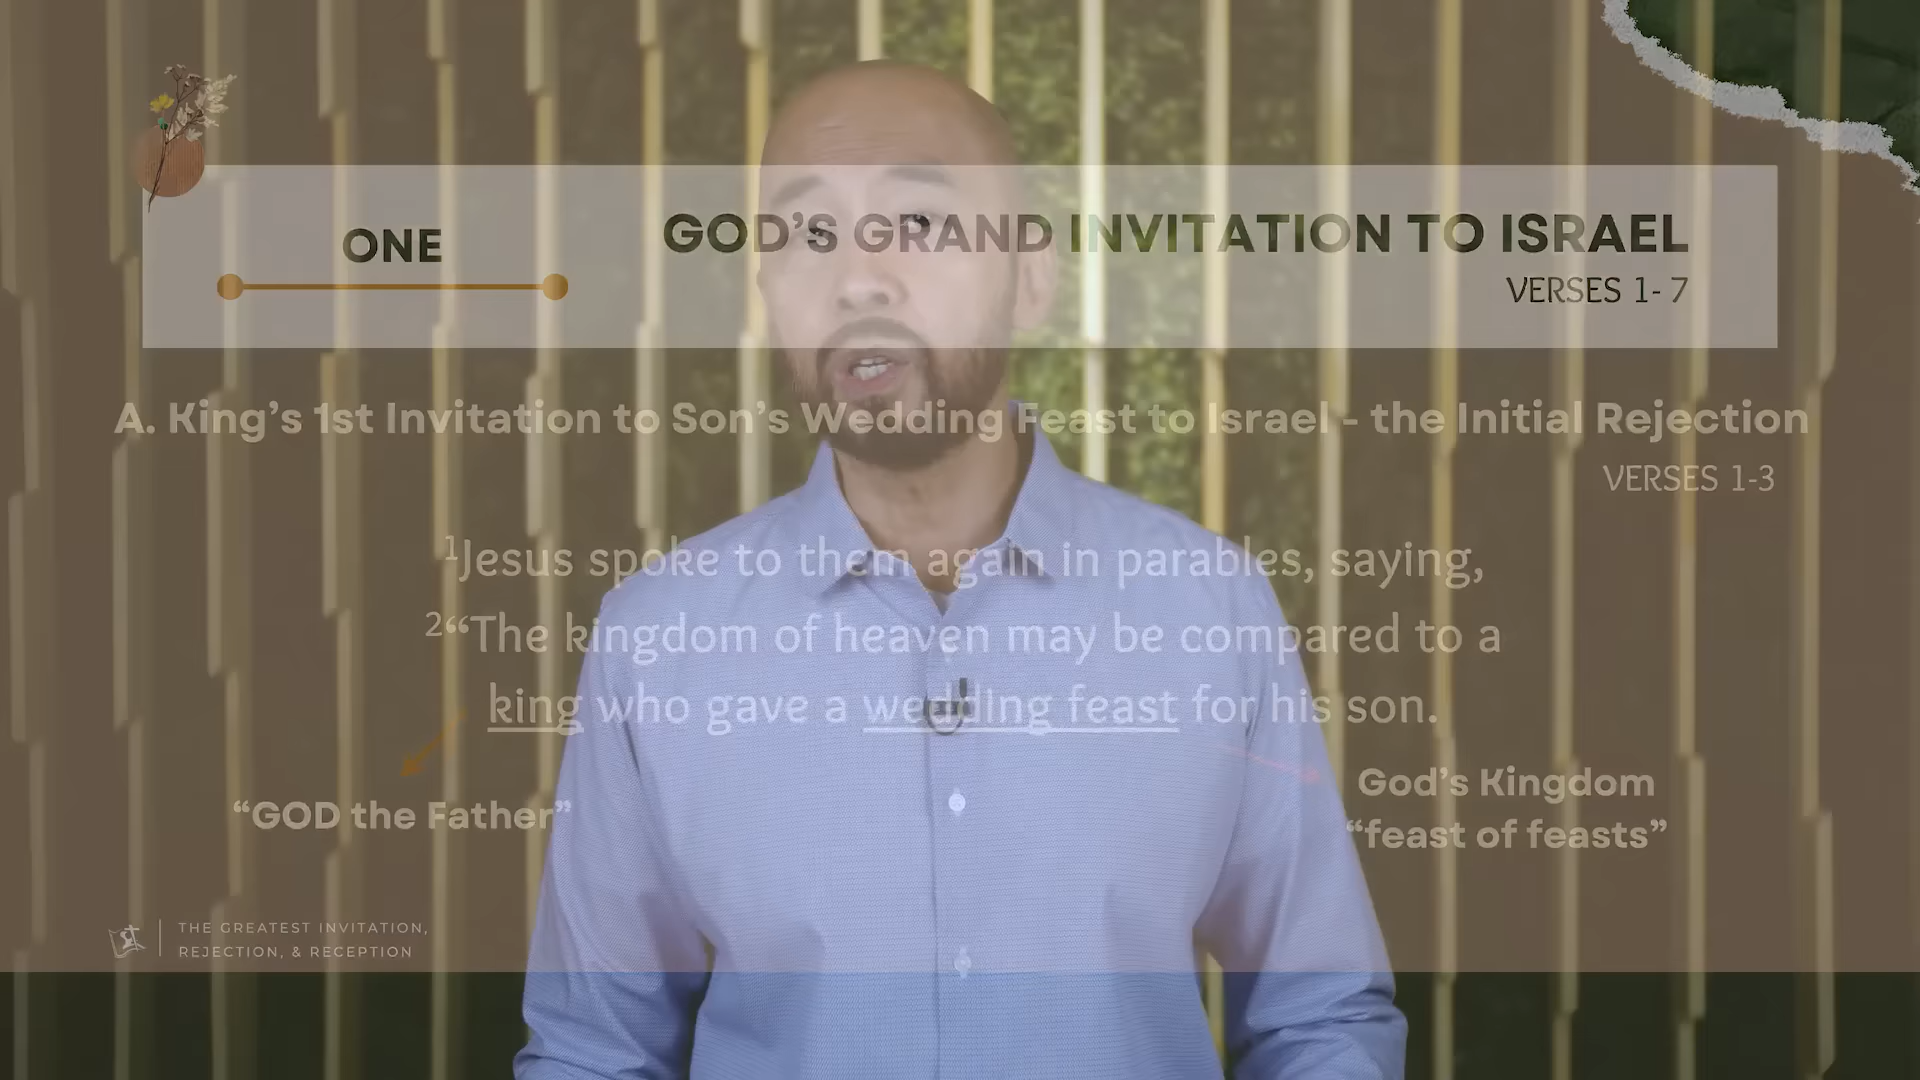 ONE
GOD'S GRAND INVITATION TO ISRAEL
VERSES 1- 7
A. King's 1st Invitation to Son's Wedding Feast to Israel - the Initial Rejection
VERSES 1-3
¹Jesus spoke to them again in parables, saying,
²“The kingdom of heaven may be compared to a
king who gave a wedding feast for his son.
“GOD the Father”
God's Kingdom
“feast of feasts”
THE GREATEST INVITATION,
REJECTION, & RECEPTION